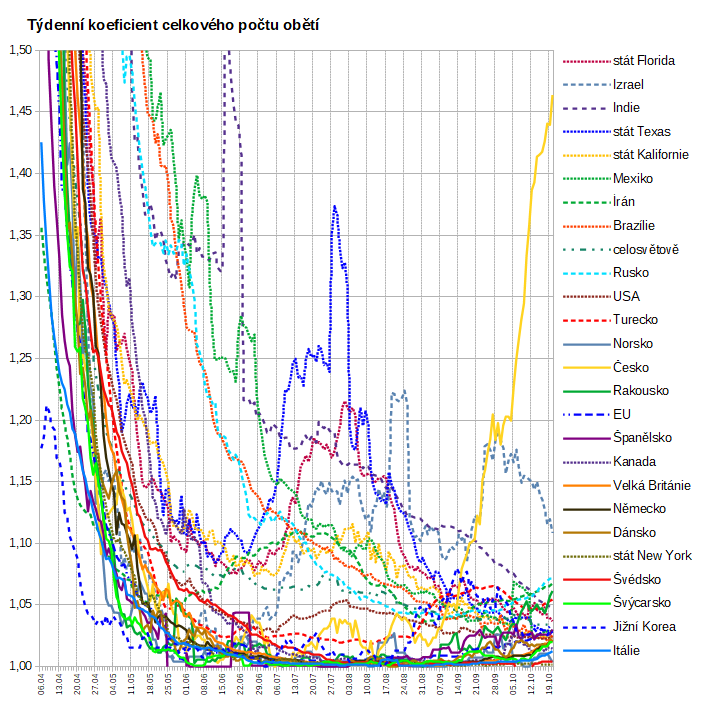 Týdenní koeficient celkového počtu obětí
1,50
1,45
1,40
1,35
1,30
1,25
1,20
1,15
1,10
1,05
1,00
06.04
13.04
20.04
27.04
04.05
11.05
18.05
25.05
01.06
08.06
15.06
22.06
29.06
06.07
13.07
20.07
27.07
03.08
10.08
17.08
24.08
31.08
07.09
14.09
21.09
28.09
05.10
12.10
19.10
stát Florida
Izrael
Indie
stát Texas
stát Kalifornie
Mexiko
Írán
Brazílie
celosvětově
Rusko
USA
Turecko
Norsko
Česko
Rakousko
EU
Španělsko
Kanada
Velká Británie
Německo
Dánsko
stát New York
Švédsko
Švýcarsko
Jižní Korea
Itálie